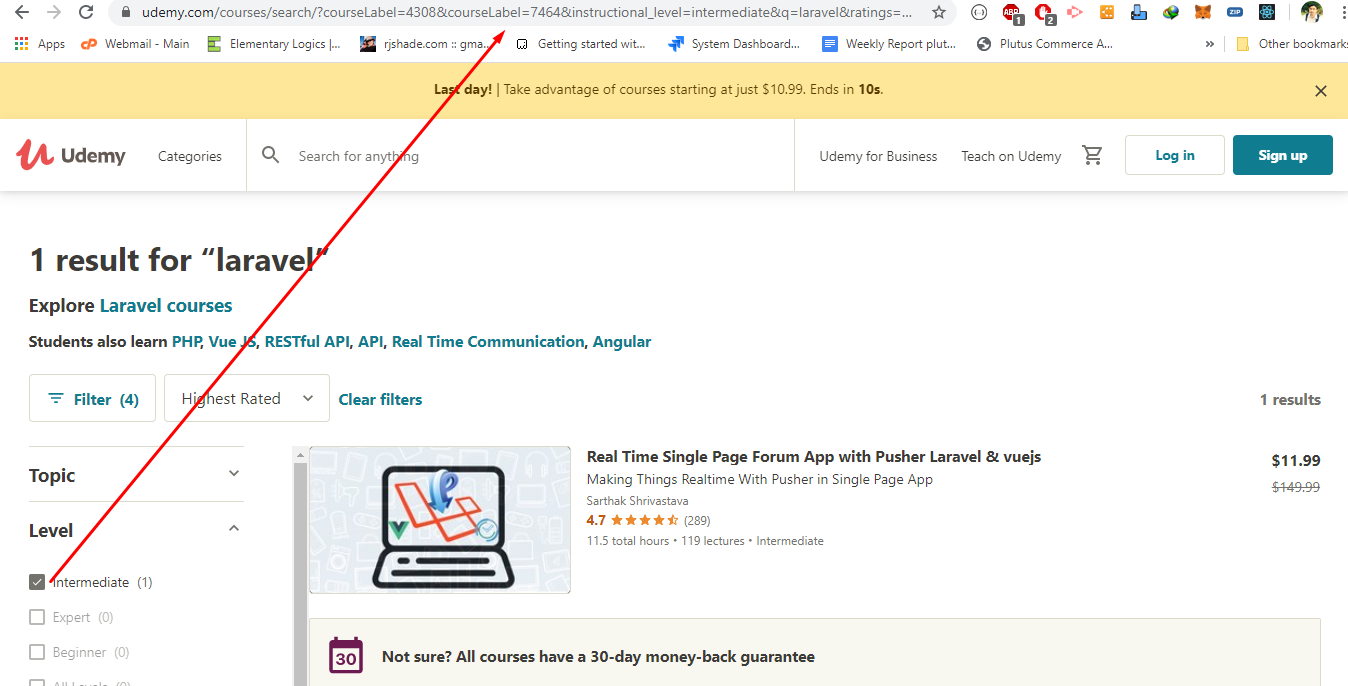 udemy.com/courses/search/?courseLabel=4308&courseLabel=7464&instructional_level=intermediate&q=laravel&ratings=...
ABP 1 2 ZIP
Apps Webmail - Main Elementary Logics |... rjshade.com :: gma... Getting started wit... System Dashboard... Weekly Report plut... Plutus Commerce A... » Other bookmarks
Last day! | Take advantage of courses starting at just $10.99. Ends in 10s.
Udemy Categories Search for anything Udemy for Business Teach on Udemy Log in Sign up
1 result for “laravel”
Explore Laravel courses
Students also learn PHP, Vue JS, RESTful API, API, Real Time Communication, Angular
Filter (4) Highest Rated Clear filters 1 results
Topic
Level
Intermediate (1)
Expert (0)
Beginner (0)
All Levels (0)
Real Time Single Page Forum App with Pusher Laravel & vuejs $11.99
Making Things Realtime With Pusher in Single Page App $149.99
Sarthak Shrivastava
4.7 (289)
11.5 total hours • 119 lectures • Intermediate
30 Not sure? All courses have a 30-day money-back guarantee